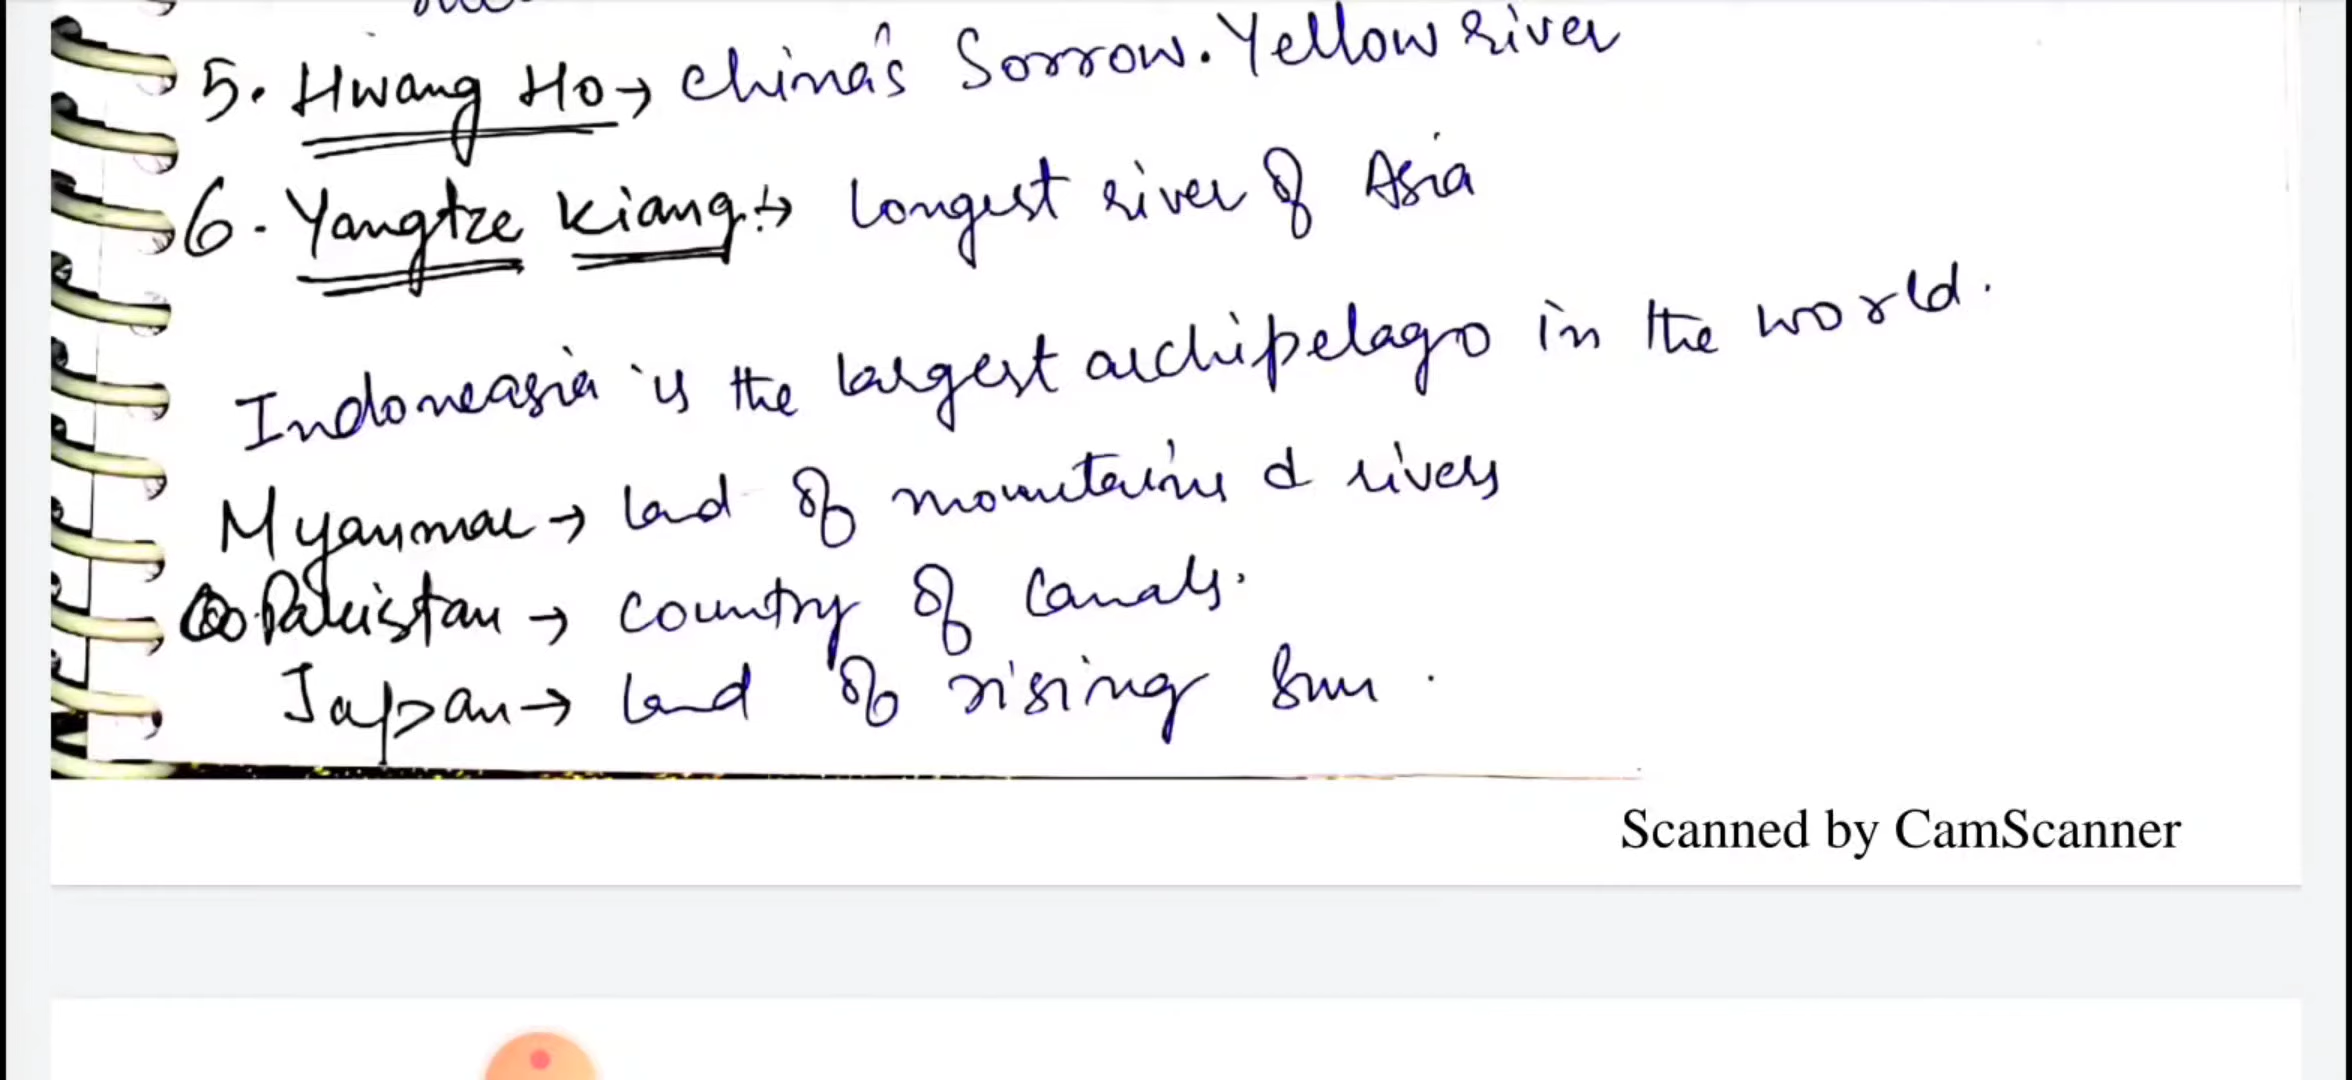 5. Hwang Ho → China's Sorrow. Yellow River
6. Yangtze Kiang :→ Longest river of Asia
Indoneasia is the largest archipelago in the world.
Myanmar → land of mountains & rivers
Pakistan → country of Canals.
Japan → land of rising Sun.
Scanned by CamScanner